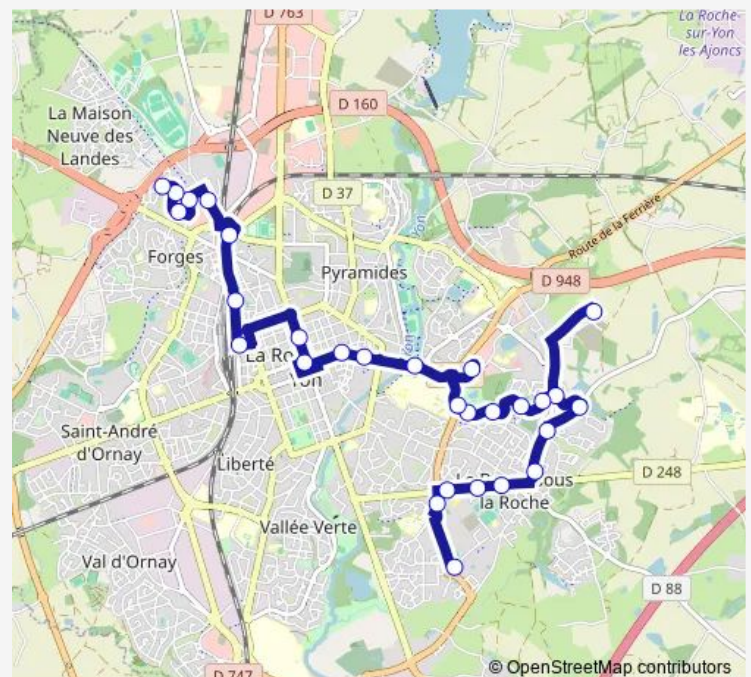 D 763
La Roche-
sur-Yon
les Ajoncs
D 160
La Maison
Neuve des
Landes
D 37
Yon
Route de la Ferrière
Forges
Pyramides
D 948
La Ro
Yon
Yon
Saint-André
d'Ornay
Liberté
D 248
la Roche
Vallée Verte
Val d'Ornay
D 88
D 747
© OpenStreetMap contributors